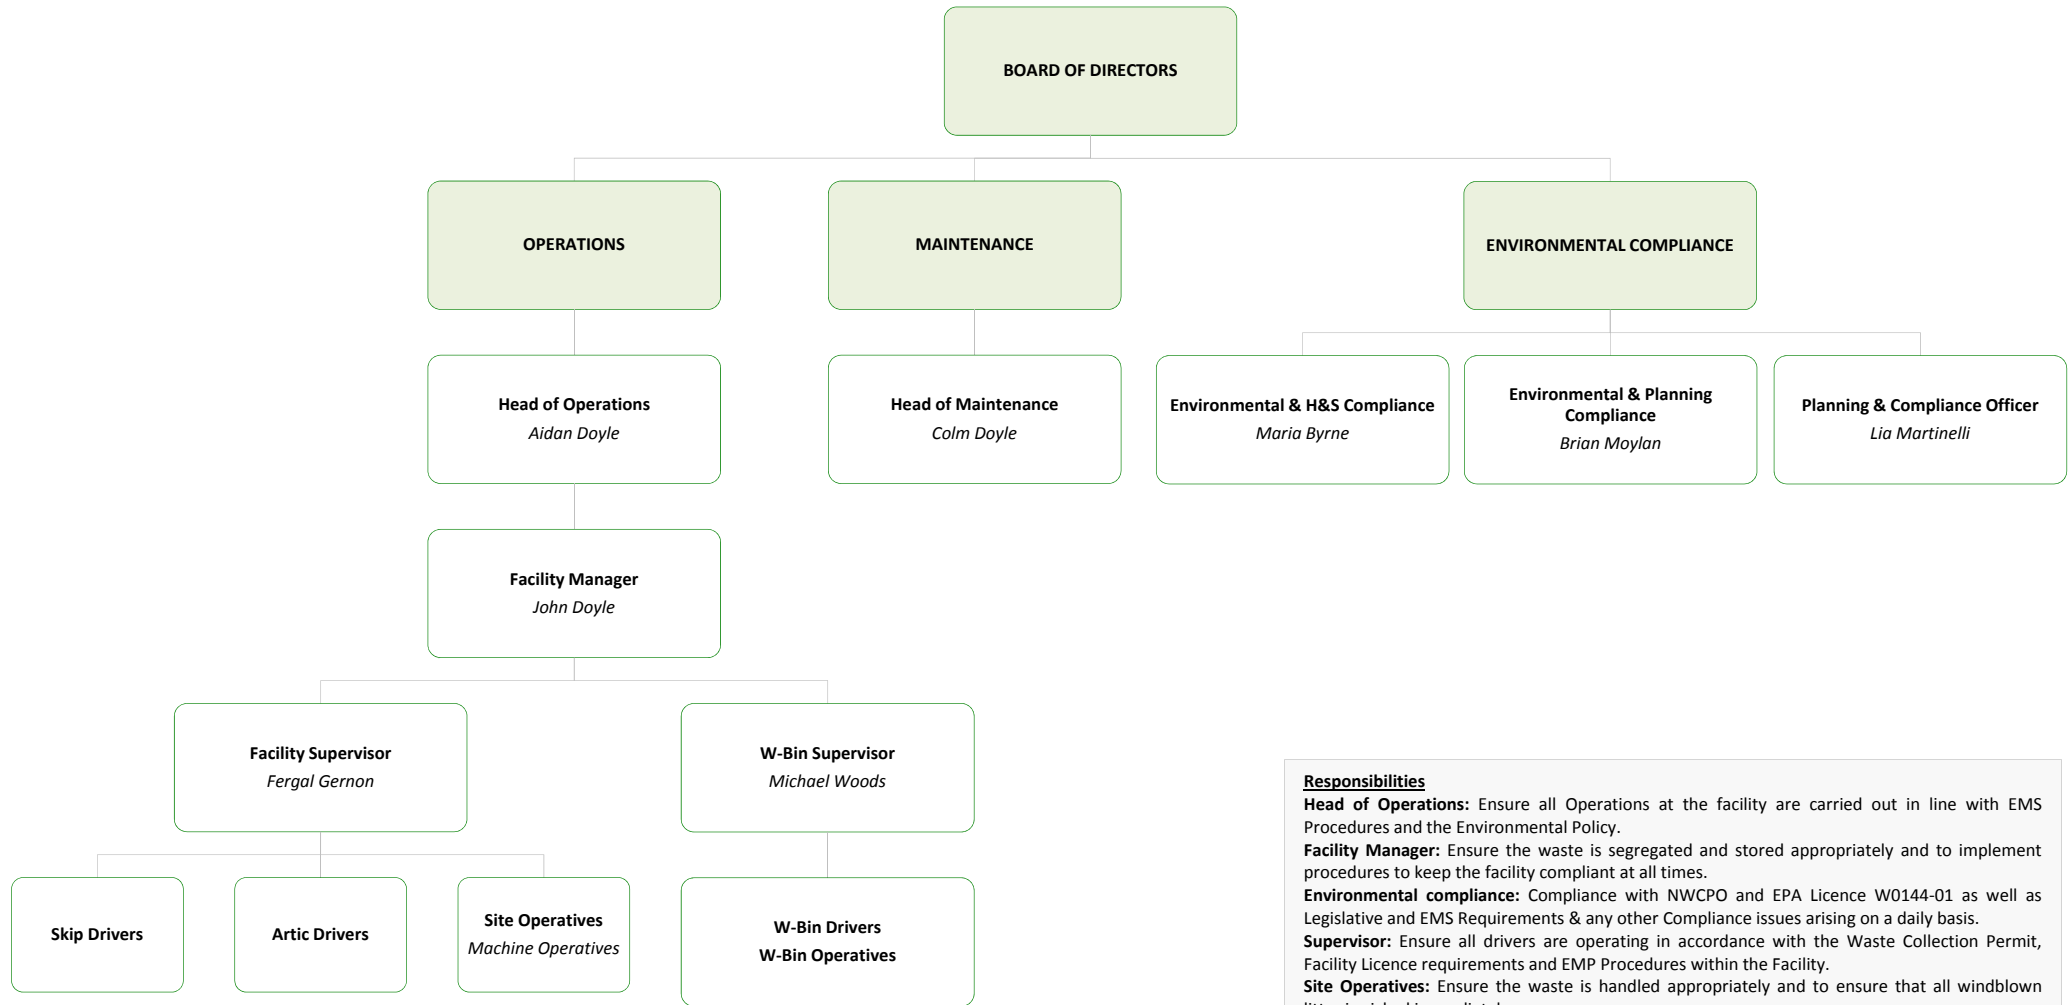 BOARD OF DIRECTORS
OPERATIONS
MAINTENANCE
ENVIRONMENTAL COMPLIANCE
Head of Operations
Aidan Doyle
Head of Maintenance
Colm Doyle
Environmental & H&S Compliance
Maria Byrne
Environmental & Planning
Compliance
Brian Moylan
Planning & Compliance Officer
Lia Martinelli
Facility Manager
John Doyle
Facility Supervisor
Fergal Gernon
W-Bin Supervisor
Michael Woods
Skip Drivers
Artic Drivers
Site Operatives
Machine Operatives
W-Bin Drivers
W-Bin Operatives
Responsibilities
Head of Operations: Ensure all Operations at the facility are carried out in line with EMS
Procedures and the Environmental Policy.
Facility Manager: Ensure the waste is segregated and stored appropriately and to implement
procedures to keep the facility compliant at all times.
Environmental compliance: Compliance with NWCPO and EPA Licence W0144-01 as well as
Legislative and EMS Requirements & any other Compliance issues arising on a daily basis.
Supervisor: Ensure all drivers are operating in accordance with the Waste Collection Permit,
Facility Licence requirements and EMP Procedures within the Facility.
Site Operatives: Ensure the waste is handled appropriately and to ensure that all windblown